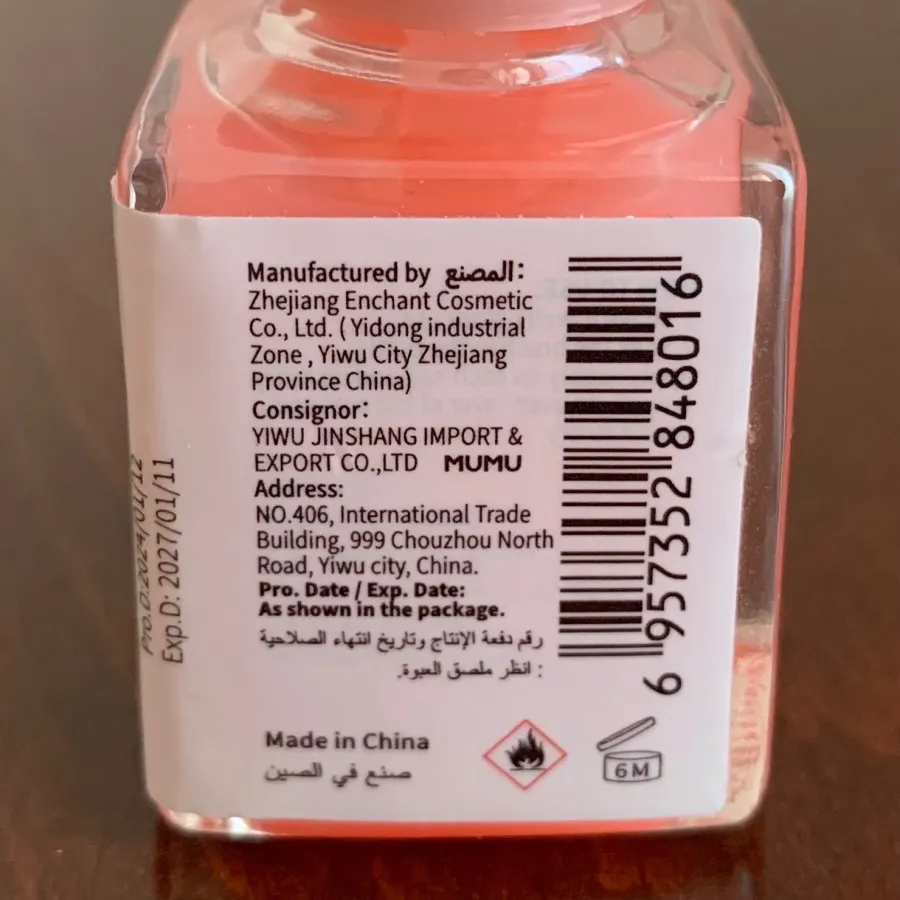 Manufactured by المصنع:
Zhejiang Enchant Cosmetic
Co., Ltd. ( Yidong industrial
Zone , Yiwu City Zhejiang
Province China)
Consignor:
YIWU JINSHANG IMPORT &
EXPORT CO.,LTD MUMU
Address:
NO.406, International Trade
Building, 999 Chouzhou North
Road, Yiwu city, China.
Pro. Date / Exp. Date:
As shown in the package.
رقم دفعة الإنتاج وتاريخ انتهاء الصلاحية
: انظر ملصق العبوة.
Made in China
صنع في الصين
6M
6 957352 848016
Pro.D:2024/01/12
Exp.D: 2027/01/11